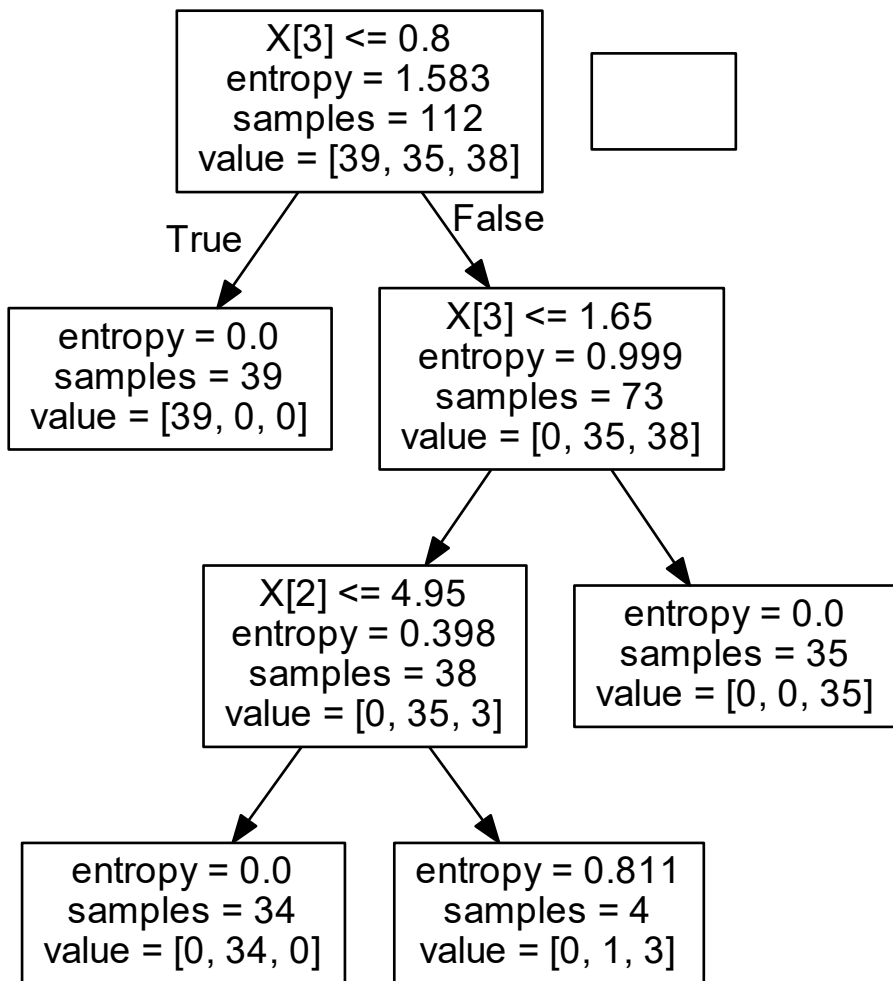 X[3] <= 0.8
entropy = 1.583
samples = 112
value = [39, 35, 38]
True
False
entropy = 0.0
samples = 39
value = [39, 0, 0]
X[3] <= 1.65
entropy = 0.999
samples = 73
value = [0, 35, 38]
X[2] <= 4.95
entropy = 0.398
samples = 38
value = [0, 35, 3]
entropy = 0.0
samples = 35
value = [0, 0, 35]
entropy = 0.0
samples = 34
value = [0, 34, 0]
entropy = 0.811
samples = 4
value = [0, 1, 3]